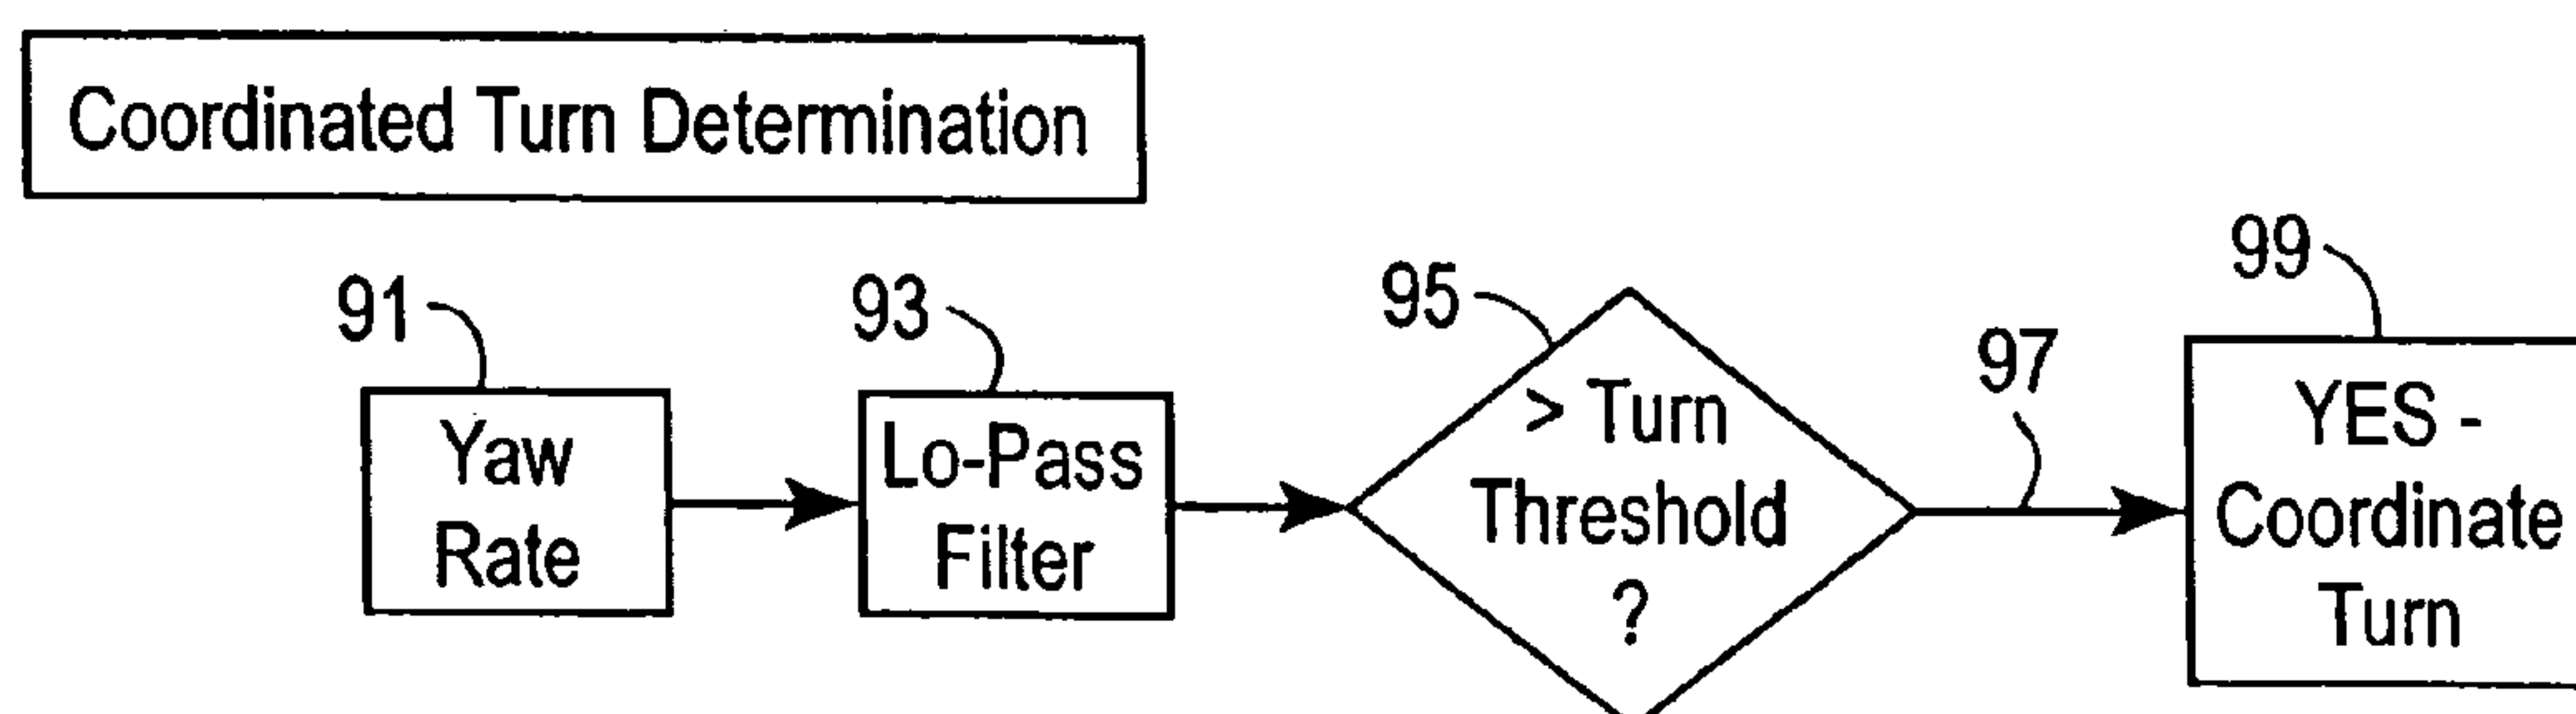 Coordinated Turn Determination
91
Yaw
Rate
93
Lo-Pass
Filter
95
> Turn
Threshold
?
97
99
YES -
Coordinate
Turn